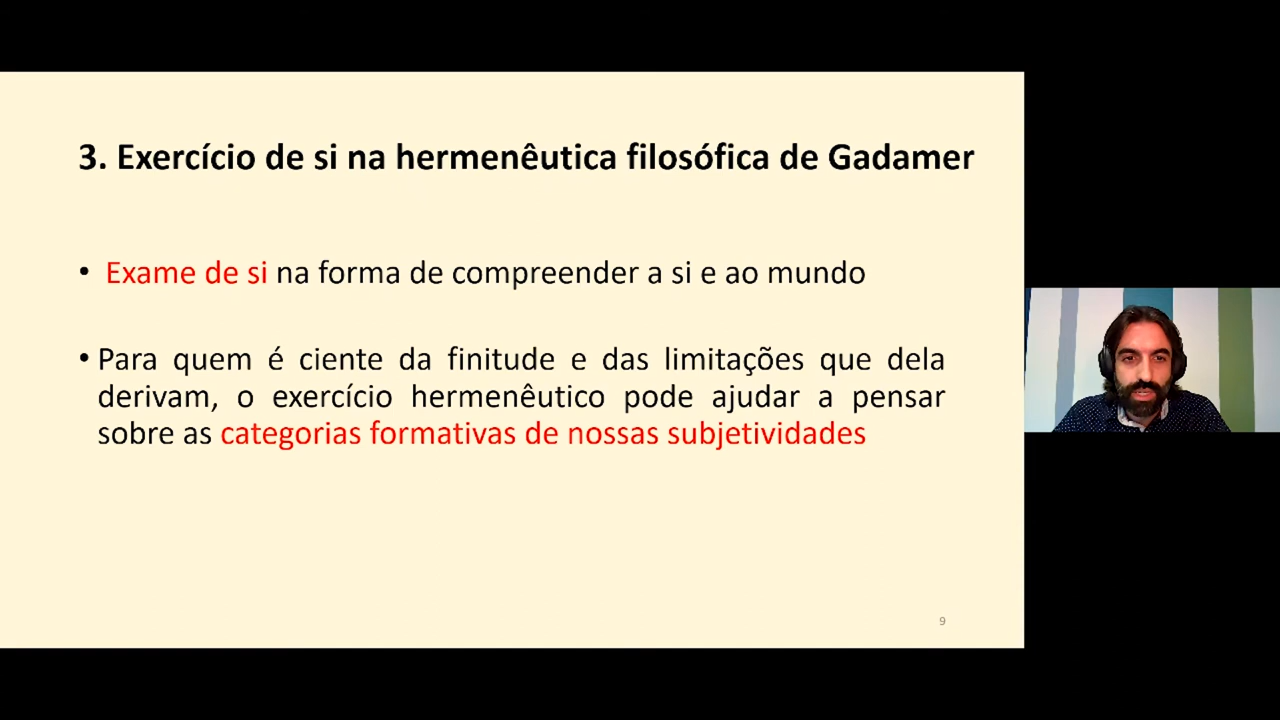 3. Exercício de si na hermenêutica filosófica de Gadamer
• Exame de si na forma de compreender a si e ao mundo
• Para quem é ciente da finitude e das limitações que dela
derivam, o exercício hermenêutico pode ajudar a pensar
sobre as categorias formativas de nossas subjetividades
9